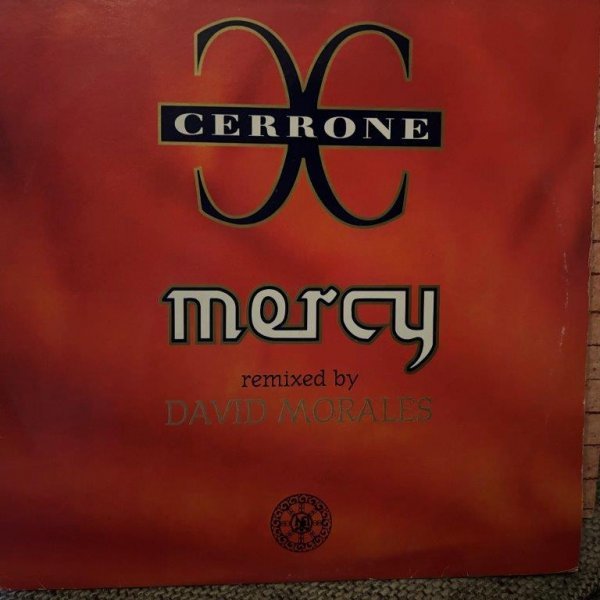 CERRONE
mercy
remixed by
DAVID MORALES